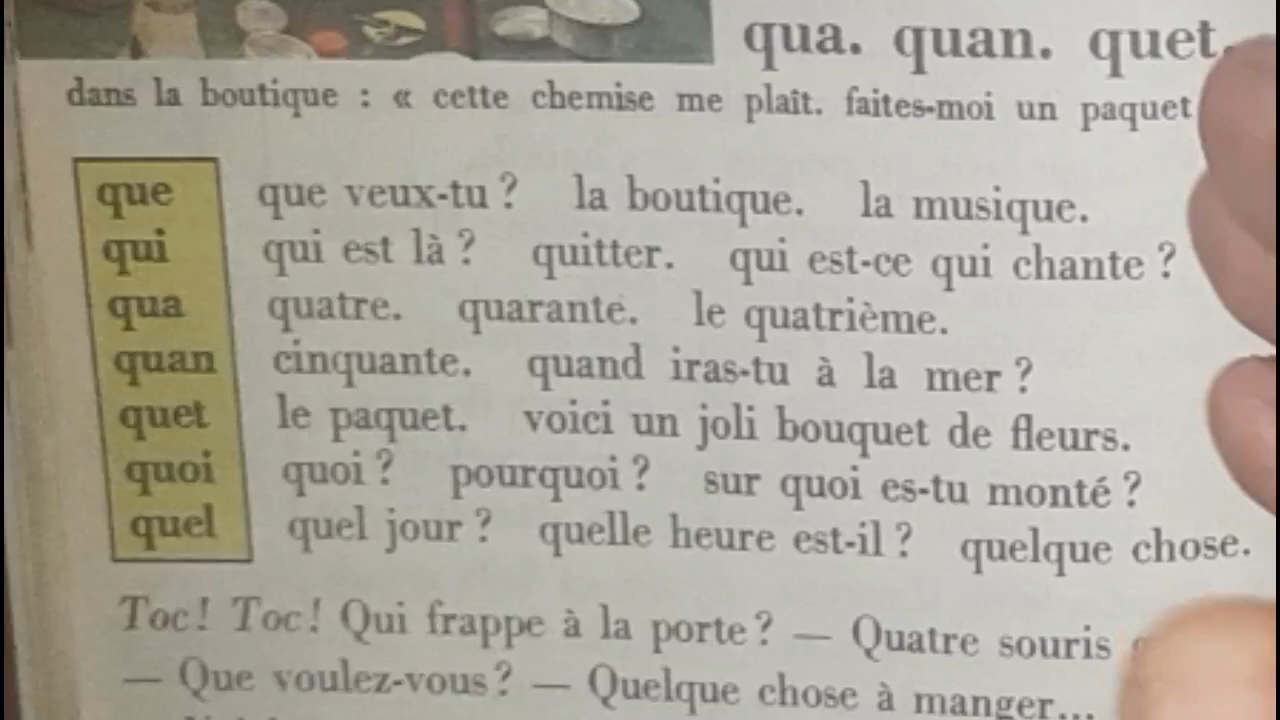 qua. quan. quet.
dans la boutique : « cette chemise me plaît. faites-moi un paquet
que que veux-tu ? la boutique. la musique.
qui qui est là ? quitter. qui est-ce qui chante ?
qua quatre. quarante. le quatrième.
quan cinquante. quand iras-tu à la mer ?
quet le paquet. voici un joli bouquet de fleurs.
quoi quoi ? pourquoi ? sur quoi es-tu monté ?
quel quel jour ? quelle heure est-il ? quelque chose.
Toc ! Toc ! Qui frappe à la porte ? — Quatre souris
— Que voulez-vous ? — Quelque chose à manger...